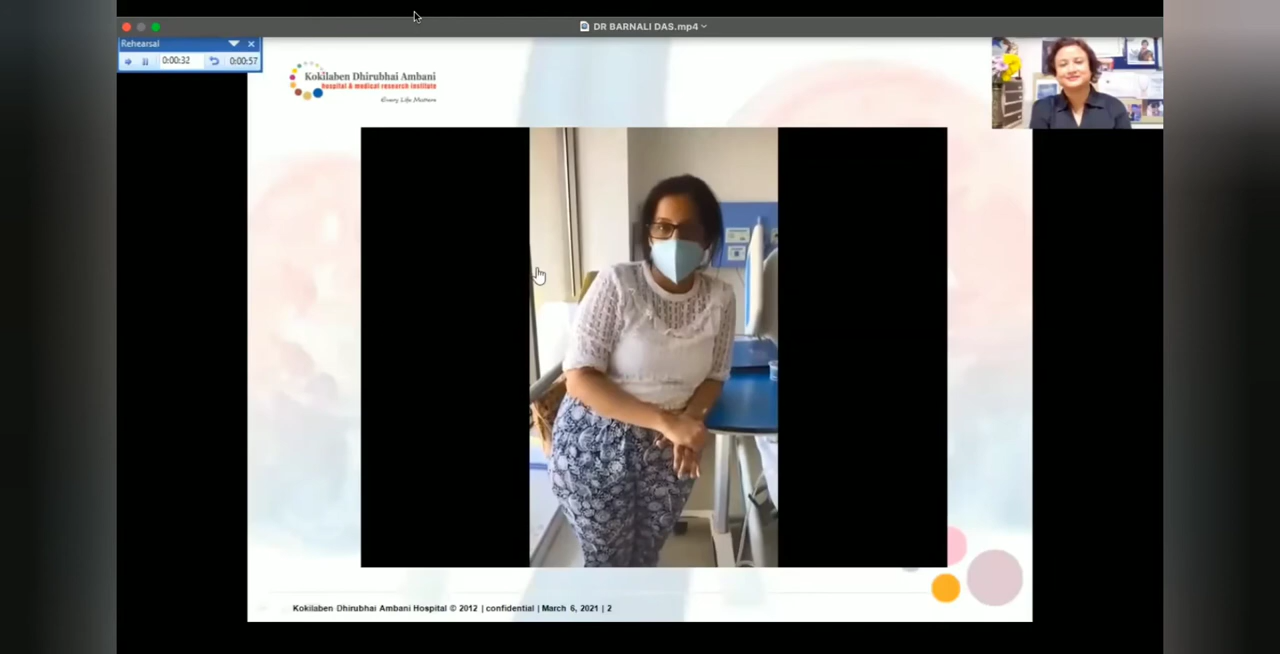 DR BARNALI DAS.mp4
Rehearsal
0:00:32
0:00:57
Kokilaben Dhirubhai Ambani
hospital & medical research institute
Every Life Matters
Kokilaben Dhirubhai Ambani Hospital © 2012 | confidential | March 6, 2021 | 2